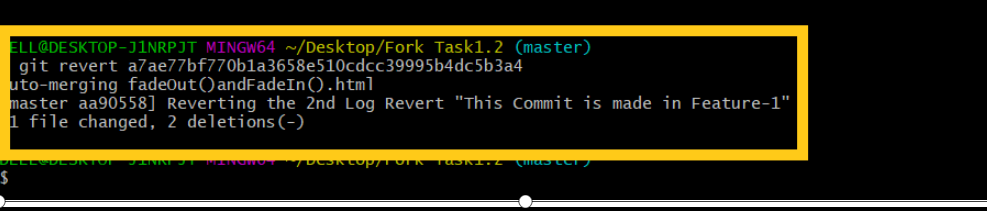 ELL@DESKTOP-J1NRPJT MINGW64 ~/Desktop/Fork Task1.2 (master)
git revert a7ae77bf770b1a3658e510cdcc39995b4dc5b3a4
uto-merging fadeOut()andFadeIn().html
master aa90558] Reverting the 2nd Log Revert "This Commit is made in Feature-1"
1 file changed, 2 deletions(-)
DELL@DESKTOP-J1NRPJT MINGW64 ~/Desktop/Fork Task1.2 (master)
$